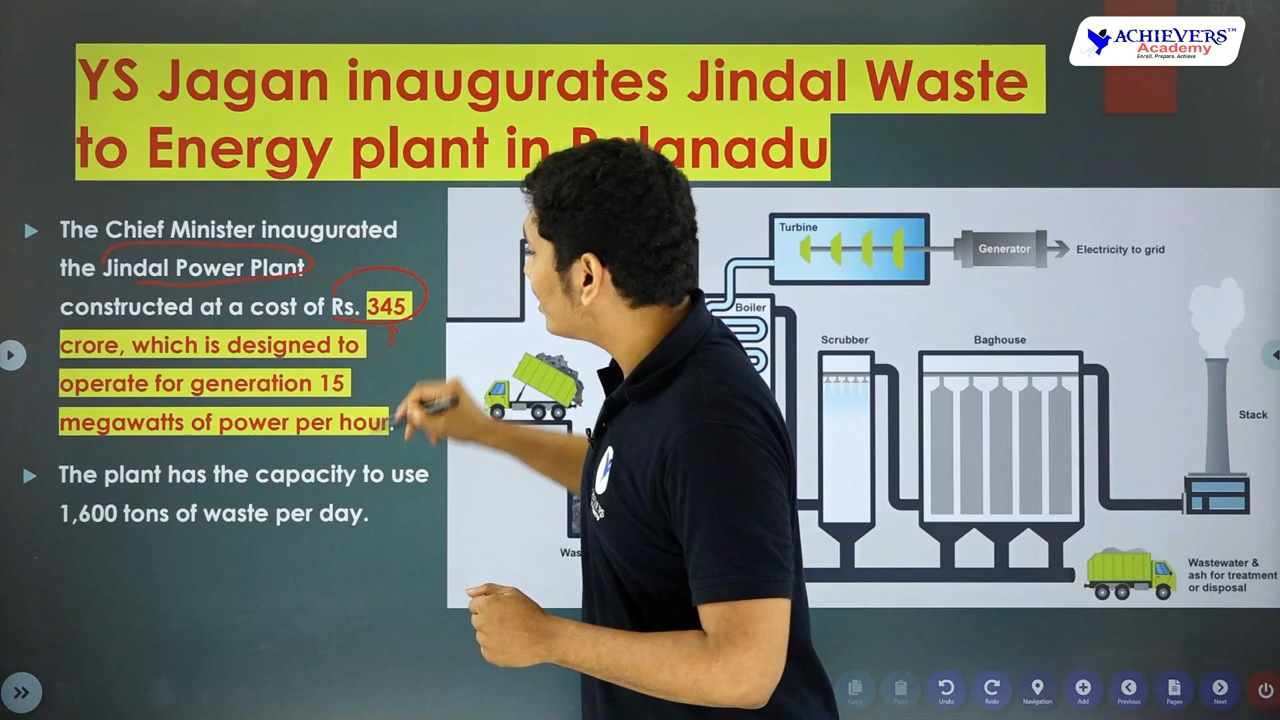 ACHIEVERS™
Academy
Enroll. Prepare. Achieve
YS Jagan inaugurates Jindal Waste
to Energy plant in
The Chief Minister inaugurated
the Jindal Power Plant
constructed at a cost of Rs. 345
crore, which is designed to
operate for generation 15
megawatts of power per hour.
The plant has the capacity to use
1,600 tons of waste per day.
Turbine
Generator
Electricity to grid
Boiler
Scrubber
Baghouse
Stack
Wastewater &
ash for treatment
or disposal
Copy
Paste
Undo
Redo
Navigation
Add
Previous
Pages
Next